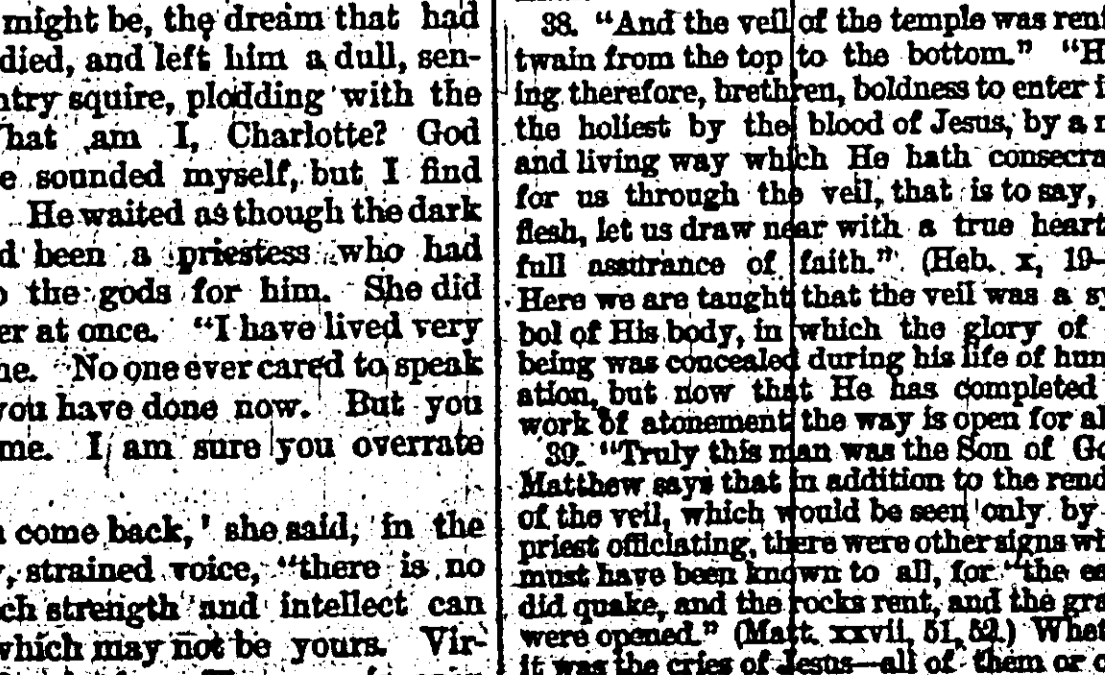 might be, the dream that had
died, and left him a dull, sen-
ntry squire, plodding with the
What am I, Charlotte? God
e sounded myself, but I find
He waited as though the dark
d been a priestess who had
o the gods for him. She did
er at once. "I have lived very
ne. No one ever cared to speak
you have done now. But you
me. I am sure you overrate
come back,' she said, in the
, strained voice, "there is no
ch strength and intellect can
which may not be yours. Vir-
38. "And the veil of the temple was rent
twain from the top to the bottom." "H
ing therefore, brethren, boldness to enter i
the holiest by the blood of Jesus, by a n
and living way which He hath consecra
for us through the veil, that is to say,
flesh, let us draw near with a true heart
full assurance of faith." (Heb. x, 19-
Here we are taught that the veil was a sy
bol of His body, in which the glory of
being was concealed during his life of hum
ation, but now that He has completed
work of atonement the way is open for al
39. "Truly this man was the Son of Go
Matthew says that in addition to the rend
of the veil, which would be seen only by
priest officiating, there were other signs wh
must have been known to all, for "the ea
did quake, and the rocks rent, and the gra
were opened." (Matt. xxvii, 51, 52.) Whet
it was the cries of Jesus—all of them or o